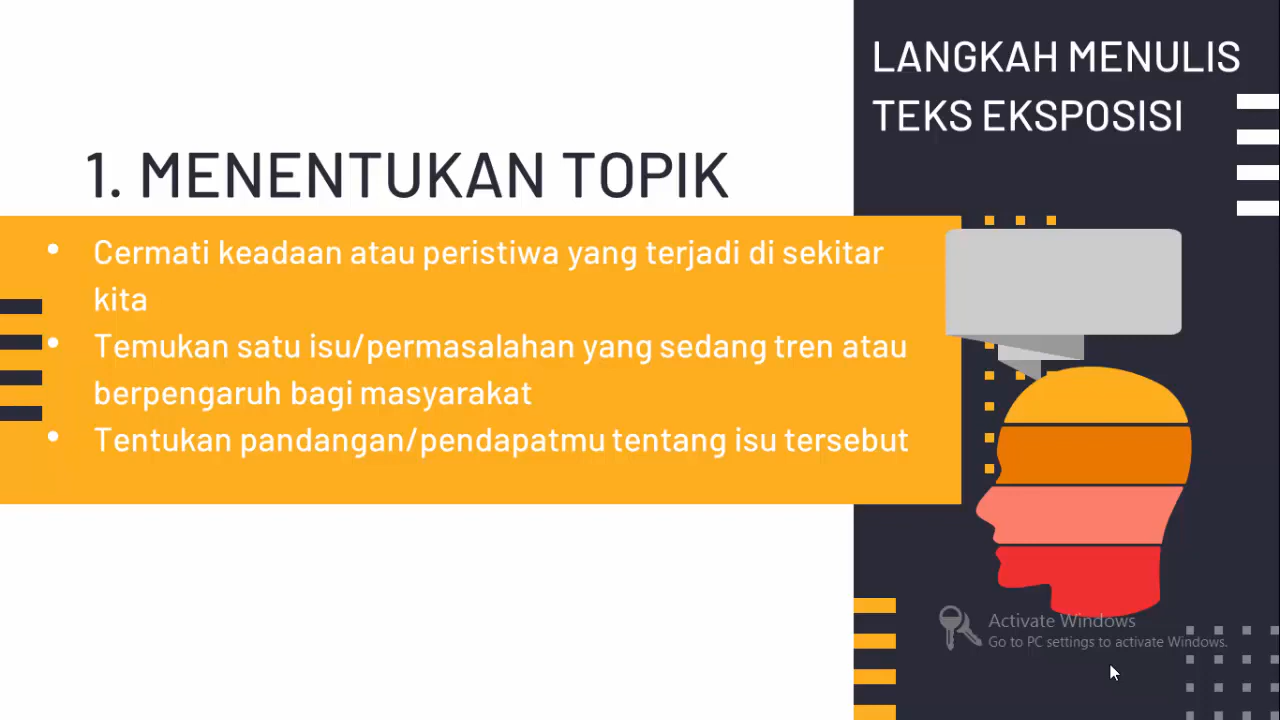 LANGKAH MENULIS
TEKS EKSPOSISI
1. MENENTUKAN TOPIK
• Cermati keadaan atau peristiwa yang terjadi di sekitar
kita
• Temukan satu isu/permasalahan yang sedang tren atau
berpengaruh bagi masyarakat
• Tentukan pandangan/pendapatmu tentang isu tersebut
Activate Windows
Go to PC settings to activate Windows.